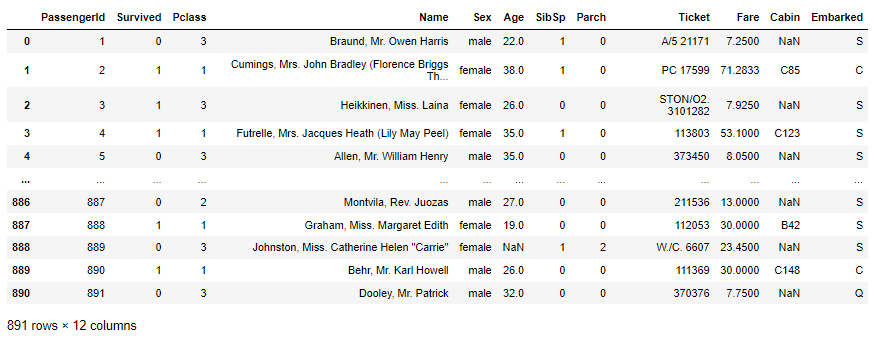 PassengerId Survived Pclass Name Sex Age SibSp Parch Ticket Fare Cabin Embarked
0 1 0 3 Braund, Mr. Owen Harris male 22.0 1 0 A/5 21171 7.2500 NaN S
1 2 1 1 Cumings, Mrs. John Bradley (Florence Briggs Th... female 38.0 1 0 PC 17599 71.2833 C85 C
2 3 1 3 Heikkinen, Miss. Laina female 26.0 0 0 STON/O2. 3101282 7.9250 NaN S
3 4 1 1 Futrelle, Mrs. Jacques Heath (Lily May Peel) female 35.0 1 0 113803 53.1000 C123 S
4 5 0 3 Allen, Mr. William Henry male 35.0 0 0 373450 8.0500 NaN S
... ... ... ... ... ... ... ... ... ... ... ... ...
886 887 0 2 Montvila, Rev. Juozas male 27.0 0 0 211536 13.0000 NaN S
887 888 1 1 Graham, Miss. Margaret Edith female 19.0 0 0 112053 30.0000 B42 S
888 889 0 3 Johnston, Miss. Catherine Helen "Carrie" female NaN 1 2 W./C. 6607 23.4500 NaN S
889 890 1 1 Behr, Mr. Karl Howell male 26.0 0 0 111369 30.0000 C148 C
890 891 0 3 Dooley, Mr. Patrick male 32.0 0 0 370376 7.7500 NaN Q
891 rows × 12 columns